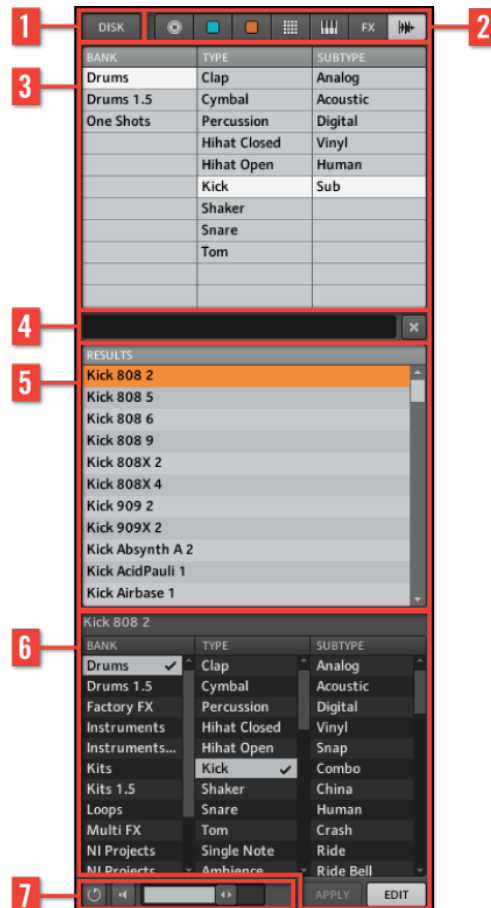 1
DISK
FX
2
3
BANK TYPE SUBTYPE
Drums Clap Analog
Drums 1.5 Cymbal Acoustic
One Shots Percussion Digital
Hihat Closed Vinyl
Hihat Open Human
Kick Sub
Shaker
Snare
Tom
4
5
RESULTS
Kick 808 2
Kick 808 5
Kick 808 6
Kick 808 9
Kick 808X 2
Kick 808X 4
Kick 909 2
Kick 909X 2
Kick Absynth A 2
Kick AcidPauli 1
Kick Airbase 1
Kick 808 2
6
BANK TYPE SUBTYPE
Drums Clap Analog
Drums 1.5 Cymbal Acoustic
Factory FX Percussion Digital
Instruments Hihat Closed Vinyl
Instruments... Hihat Open Snap
Kits Kick Combo
Kits 1.5 Shaker China
Loops Snare Human
Multi FX Tom Crash
NI Projects Single Note Ride
NI Projects Ambience Ride Bell
7
APPLY EDIT